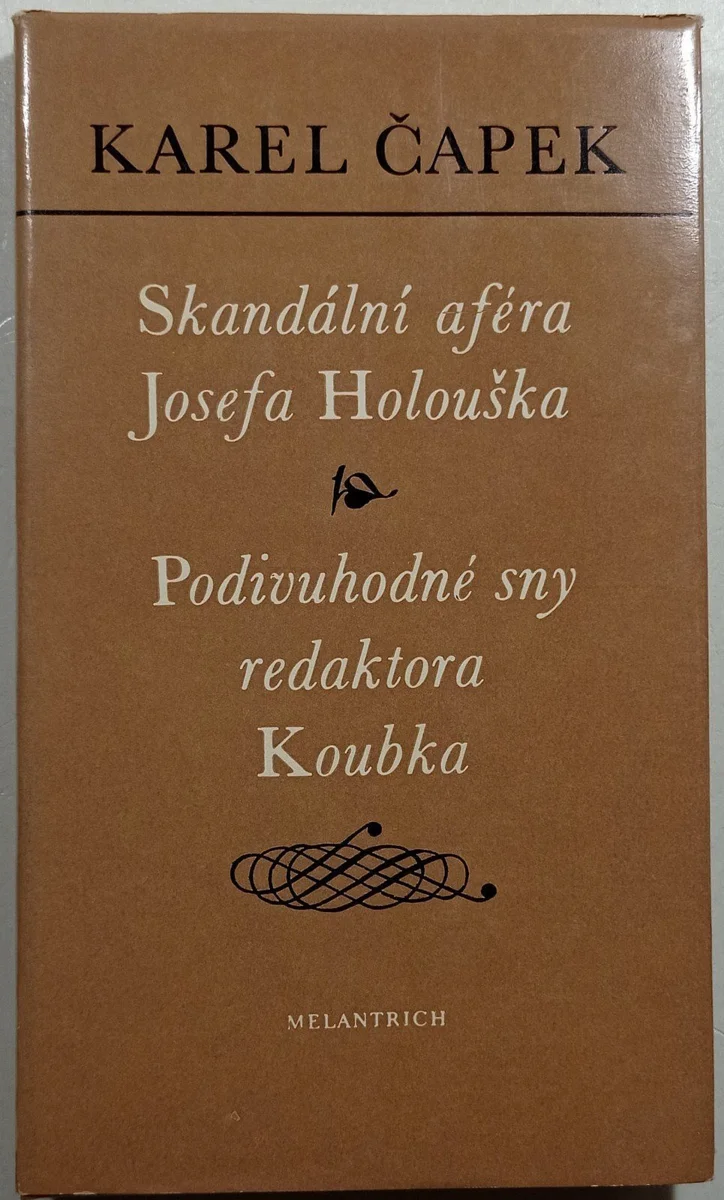 KAREL ČAPEK
Skandální aféra
Josefa Holouška
Podivuhodné sny
redaktora
Koubka
MELANTRICH